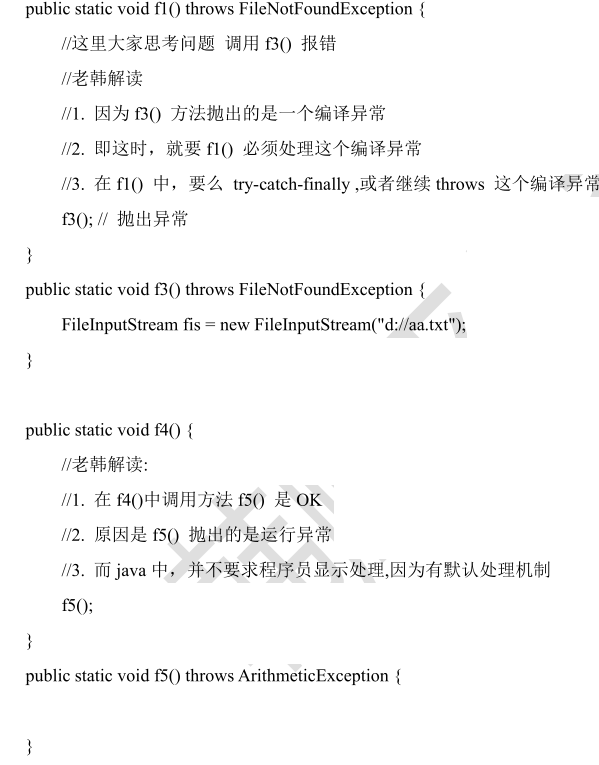 public static void f1() throws FileNotFoundException {
//这里大家思考问题 调用 f3() 报错
//老韩解读
//1. 因为 f3() 方法抛出的是一个编译异常
//2. 即这时，就要 f1() 必须处理这个编译异常
//3. 在 f1() 中，要么 try-catch-finally ,或者继续 throws 这个编译异常
f3(); // 抛出异常
}
public static void f3() throws FileNotFoundException {
FileInputStream fis = new FileInputStream("d://aa.txt");
}
public static void f4() {
//老韩解读:
//1. 在 f4()中调用方法 f5() 是 OK
//2. 原因是 f5() 抛出的是运行异常
//3. 而 java 中，并不要求程序员显示处理,因为有默认处理机制
f5();
}
public static void f5() throws ArithmeticException {
}